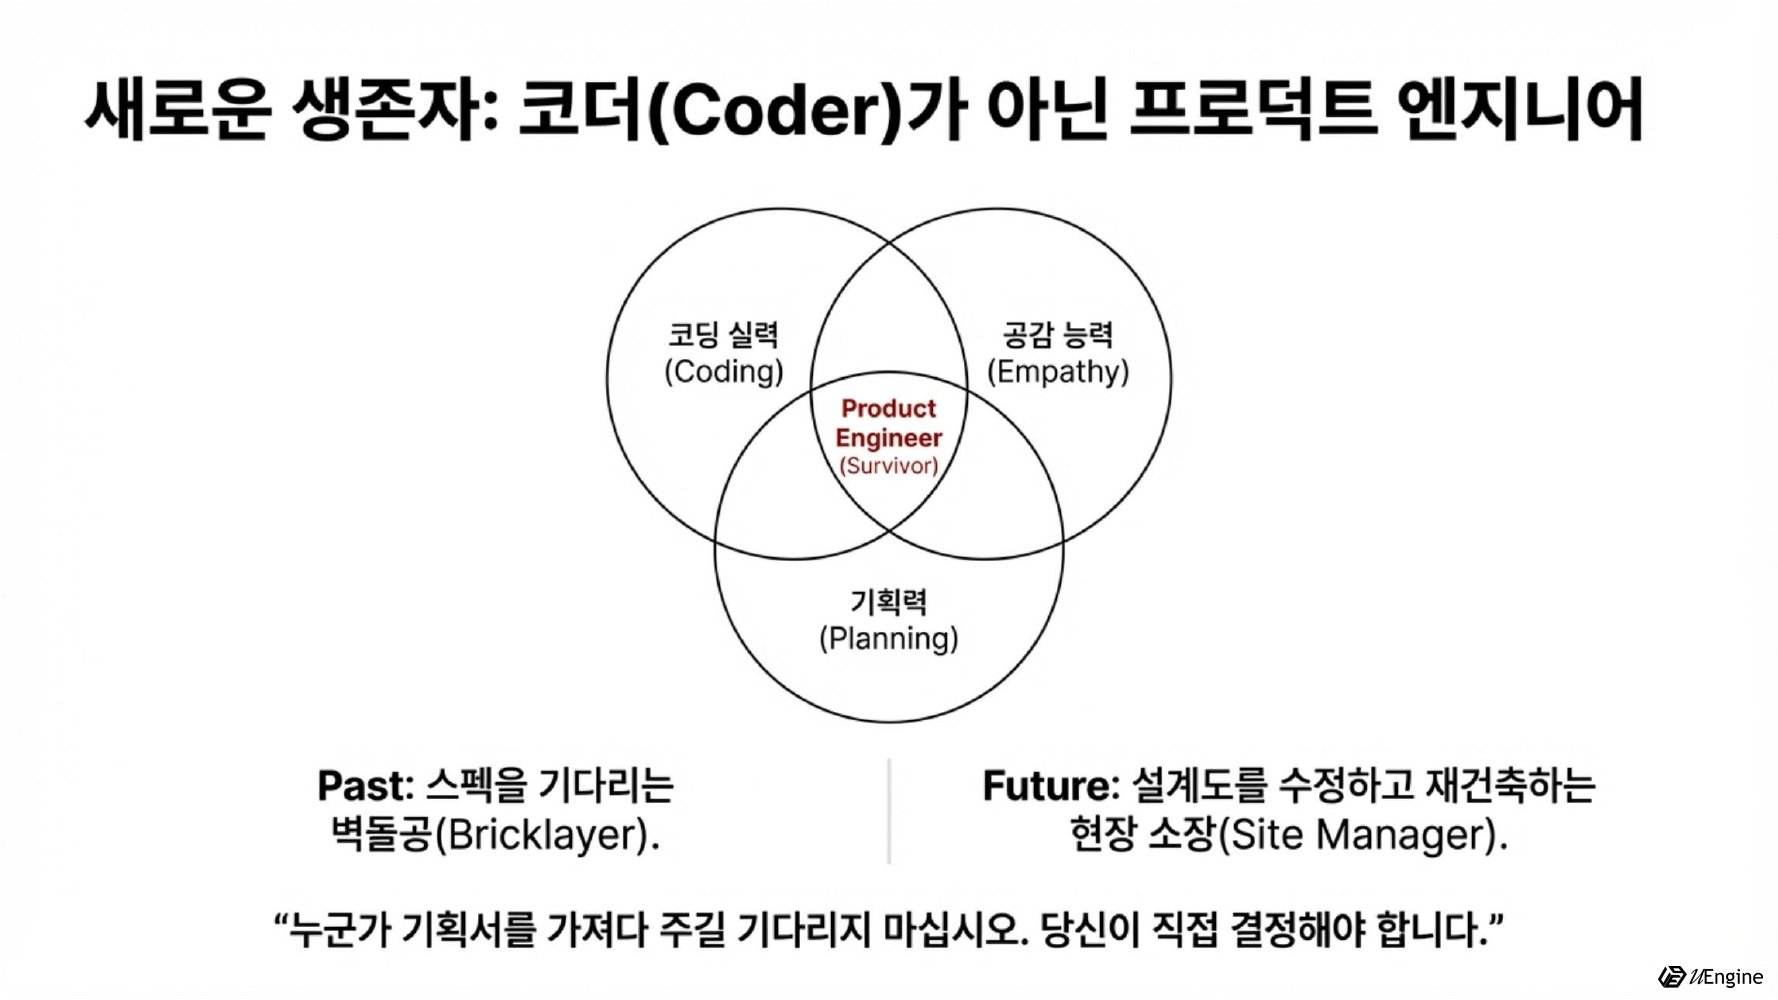 새로운 생존자: 코더(Coder)가 아닌 프로덕트 엔지니어
코딩 실력
(Coding)
공감 능력
(Empathy)
Product
Engineer
(Survivor)
기획력
(Planning)
Past: 스펙을 기다리는
벽돌공(Bricklayer).
Future: 설계도를 수정하고 재건축하는
현장 소장(Site Manager).
“누군가 기획서를 가져다 주길 기다리지 마십시오. 당신이 직접 결정해야 합니다.”
uEngine